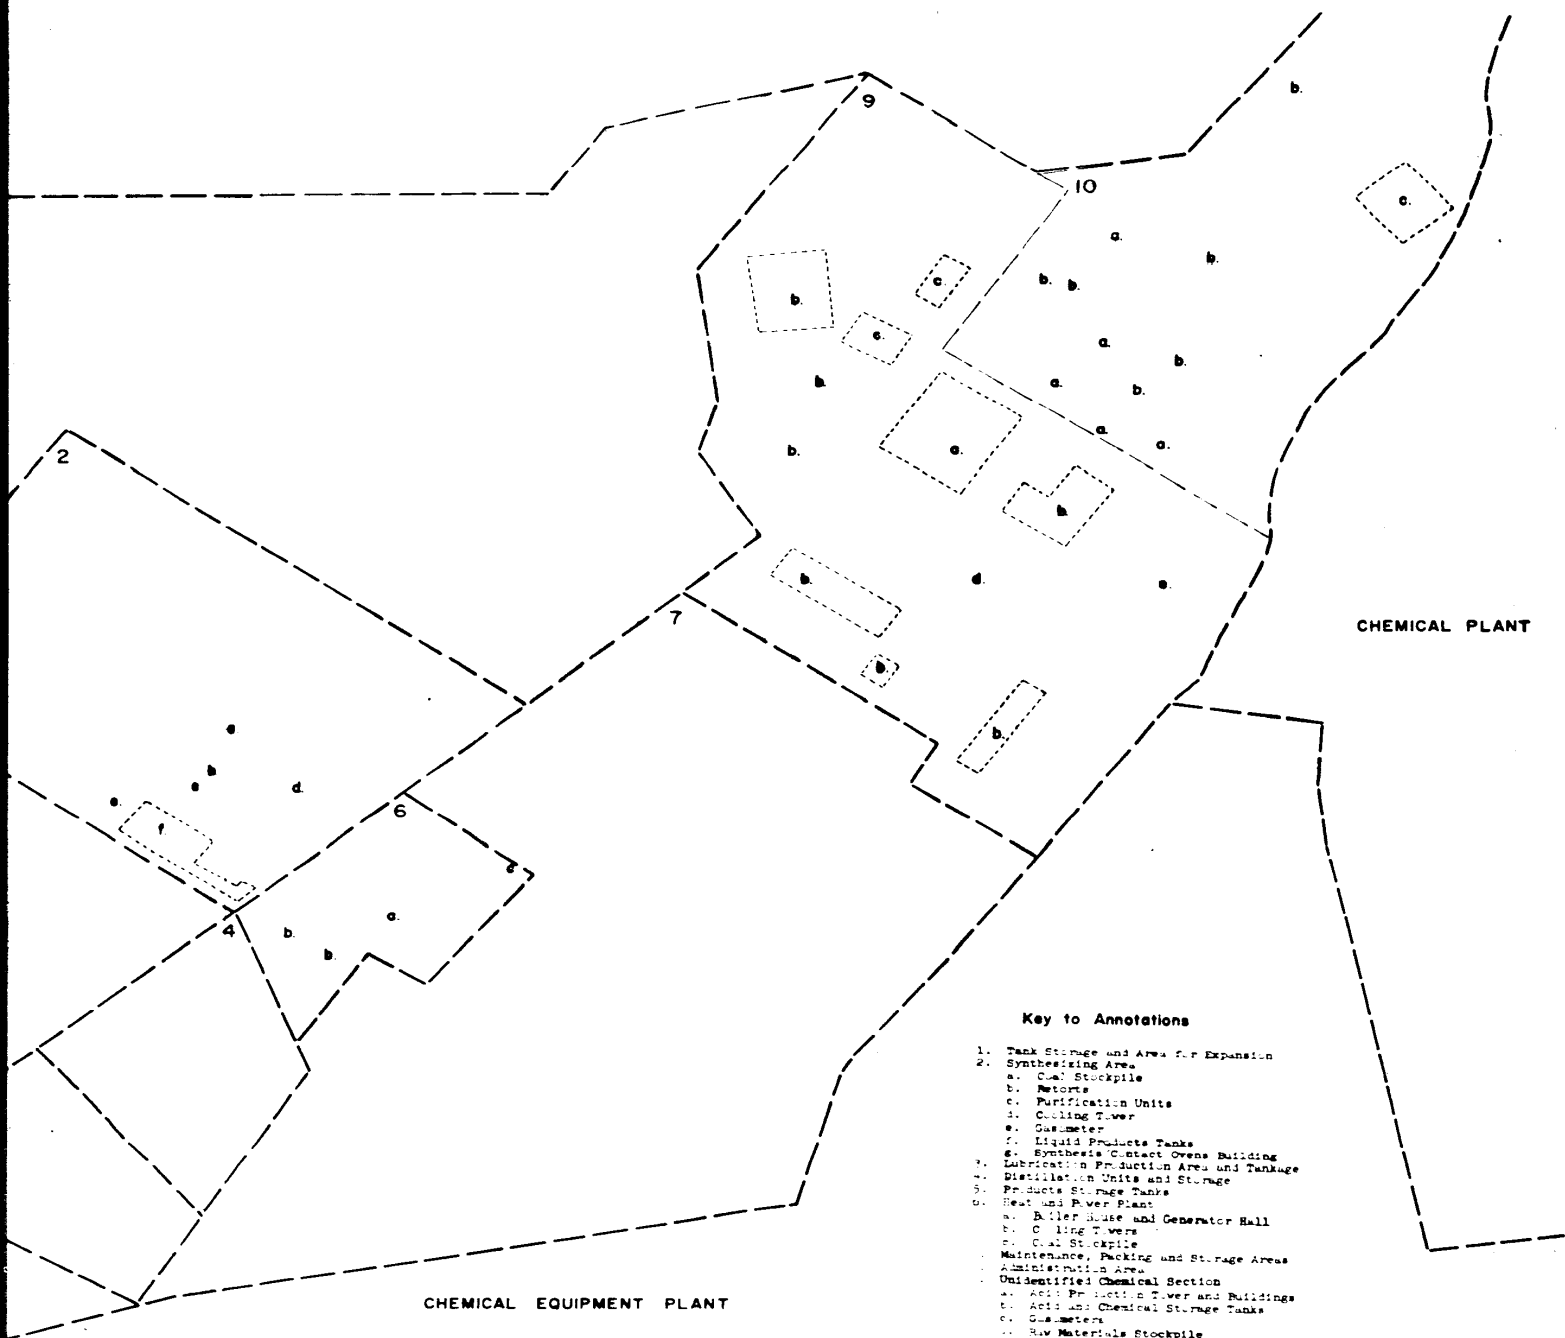 9
b.
10
c.
a.
b.
c.
b. b.
b.
c.
a.
b.
b.
a.
b.
a.
a.
2
b.
a.
b.
b.
d.
e.
7
CHEMICAL PLANT
b.
b.
e
b
e
d.
e.
6
f.
4
b.
a.
b.
Key to Annotations
1. Tank Storage and Area for Expansion
2. Synthesizing Area
a. Coal Stockpile
b. Retorts
c. Purification Units
d. Cooling Tower
e. Gasometer
f. Liquid Products Tanks
g. Synthesis Contact Ovens Building
Lubrication Production Area and Tankage
Distillation Units and Storage
5. Products Storage Tanks
Heat and Power Plant
a. Boiler House and Generator Hall
b. Cooling Towers
c. Coal Stockpile
Maintenance, Packing and Storage Areas
Administration Area
Unidentified Chemical Section
a. Acid Production Tower and Buildings
b. Acid and Chemical Storage Tanks
c. Gasometers
Raw Materials Stockpile
CHEMICAL EQUIPMENT PLANT